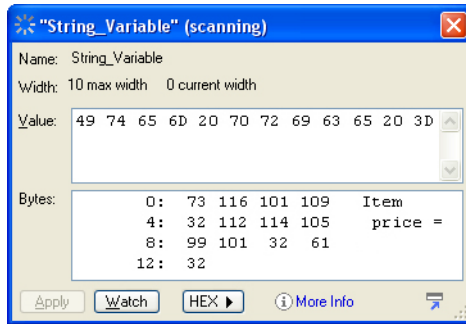 "String_Variable" (scanning)
Name: String_Variable
Width: 10 max width 0 current width
Value: 49 74 65 6D 20 70 72 69 63 65 20 3D
Bytes: 0: 73 116 101 109 Item
4: 32 112 114 105 price =
8: 99 101 32 61
12: 32
Apply Watch HEX More Info